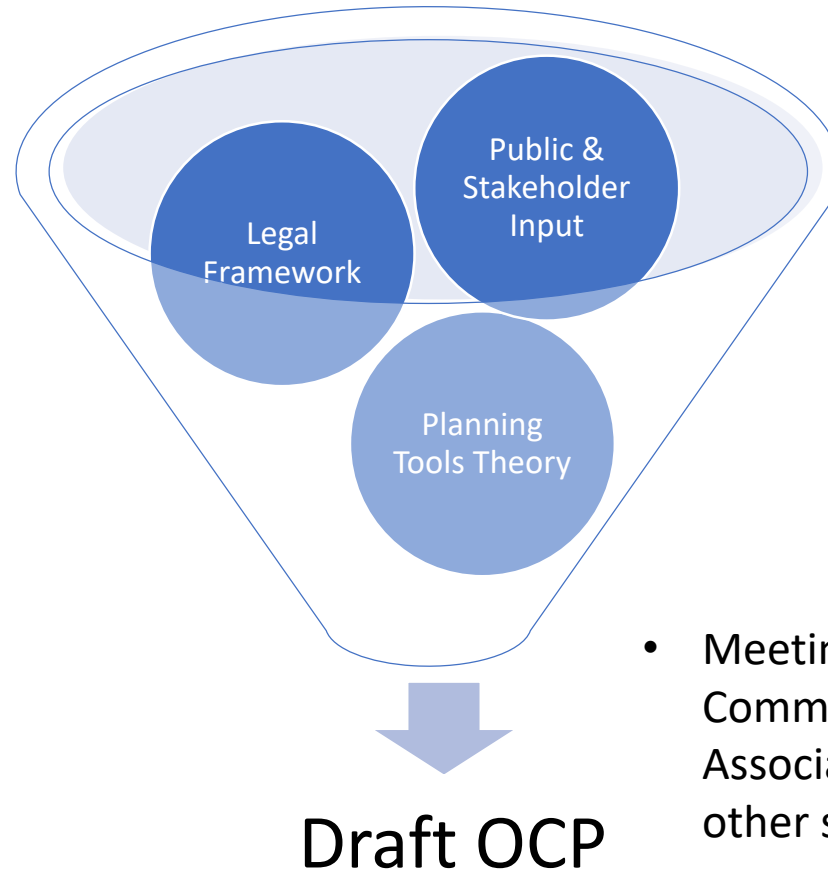 Public &
Stakeholder
Input
Legal
Framework
Planning
Tools Theory
•
Draft OCP